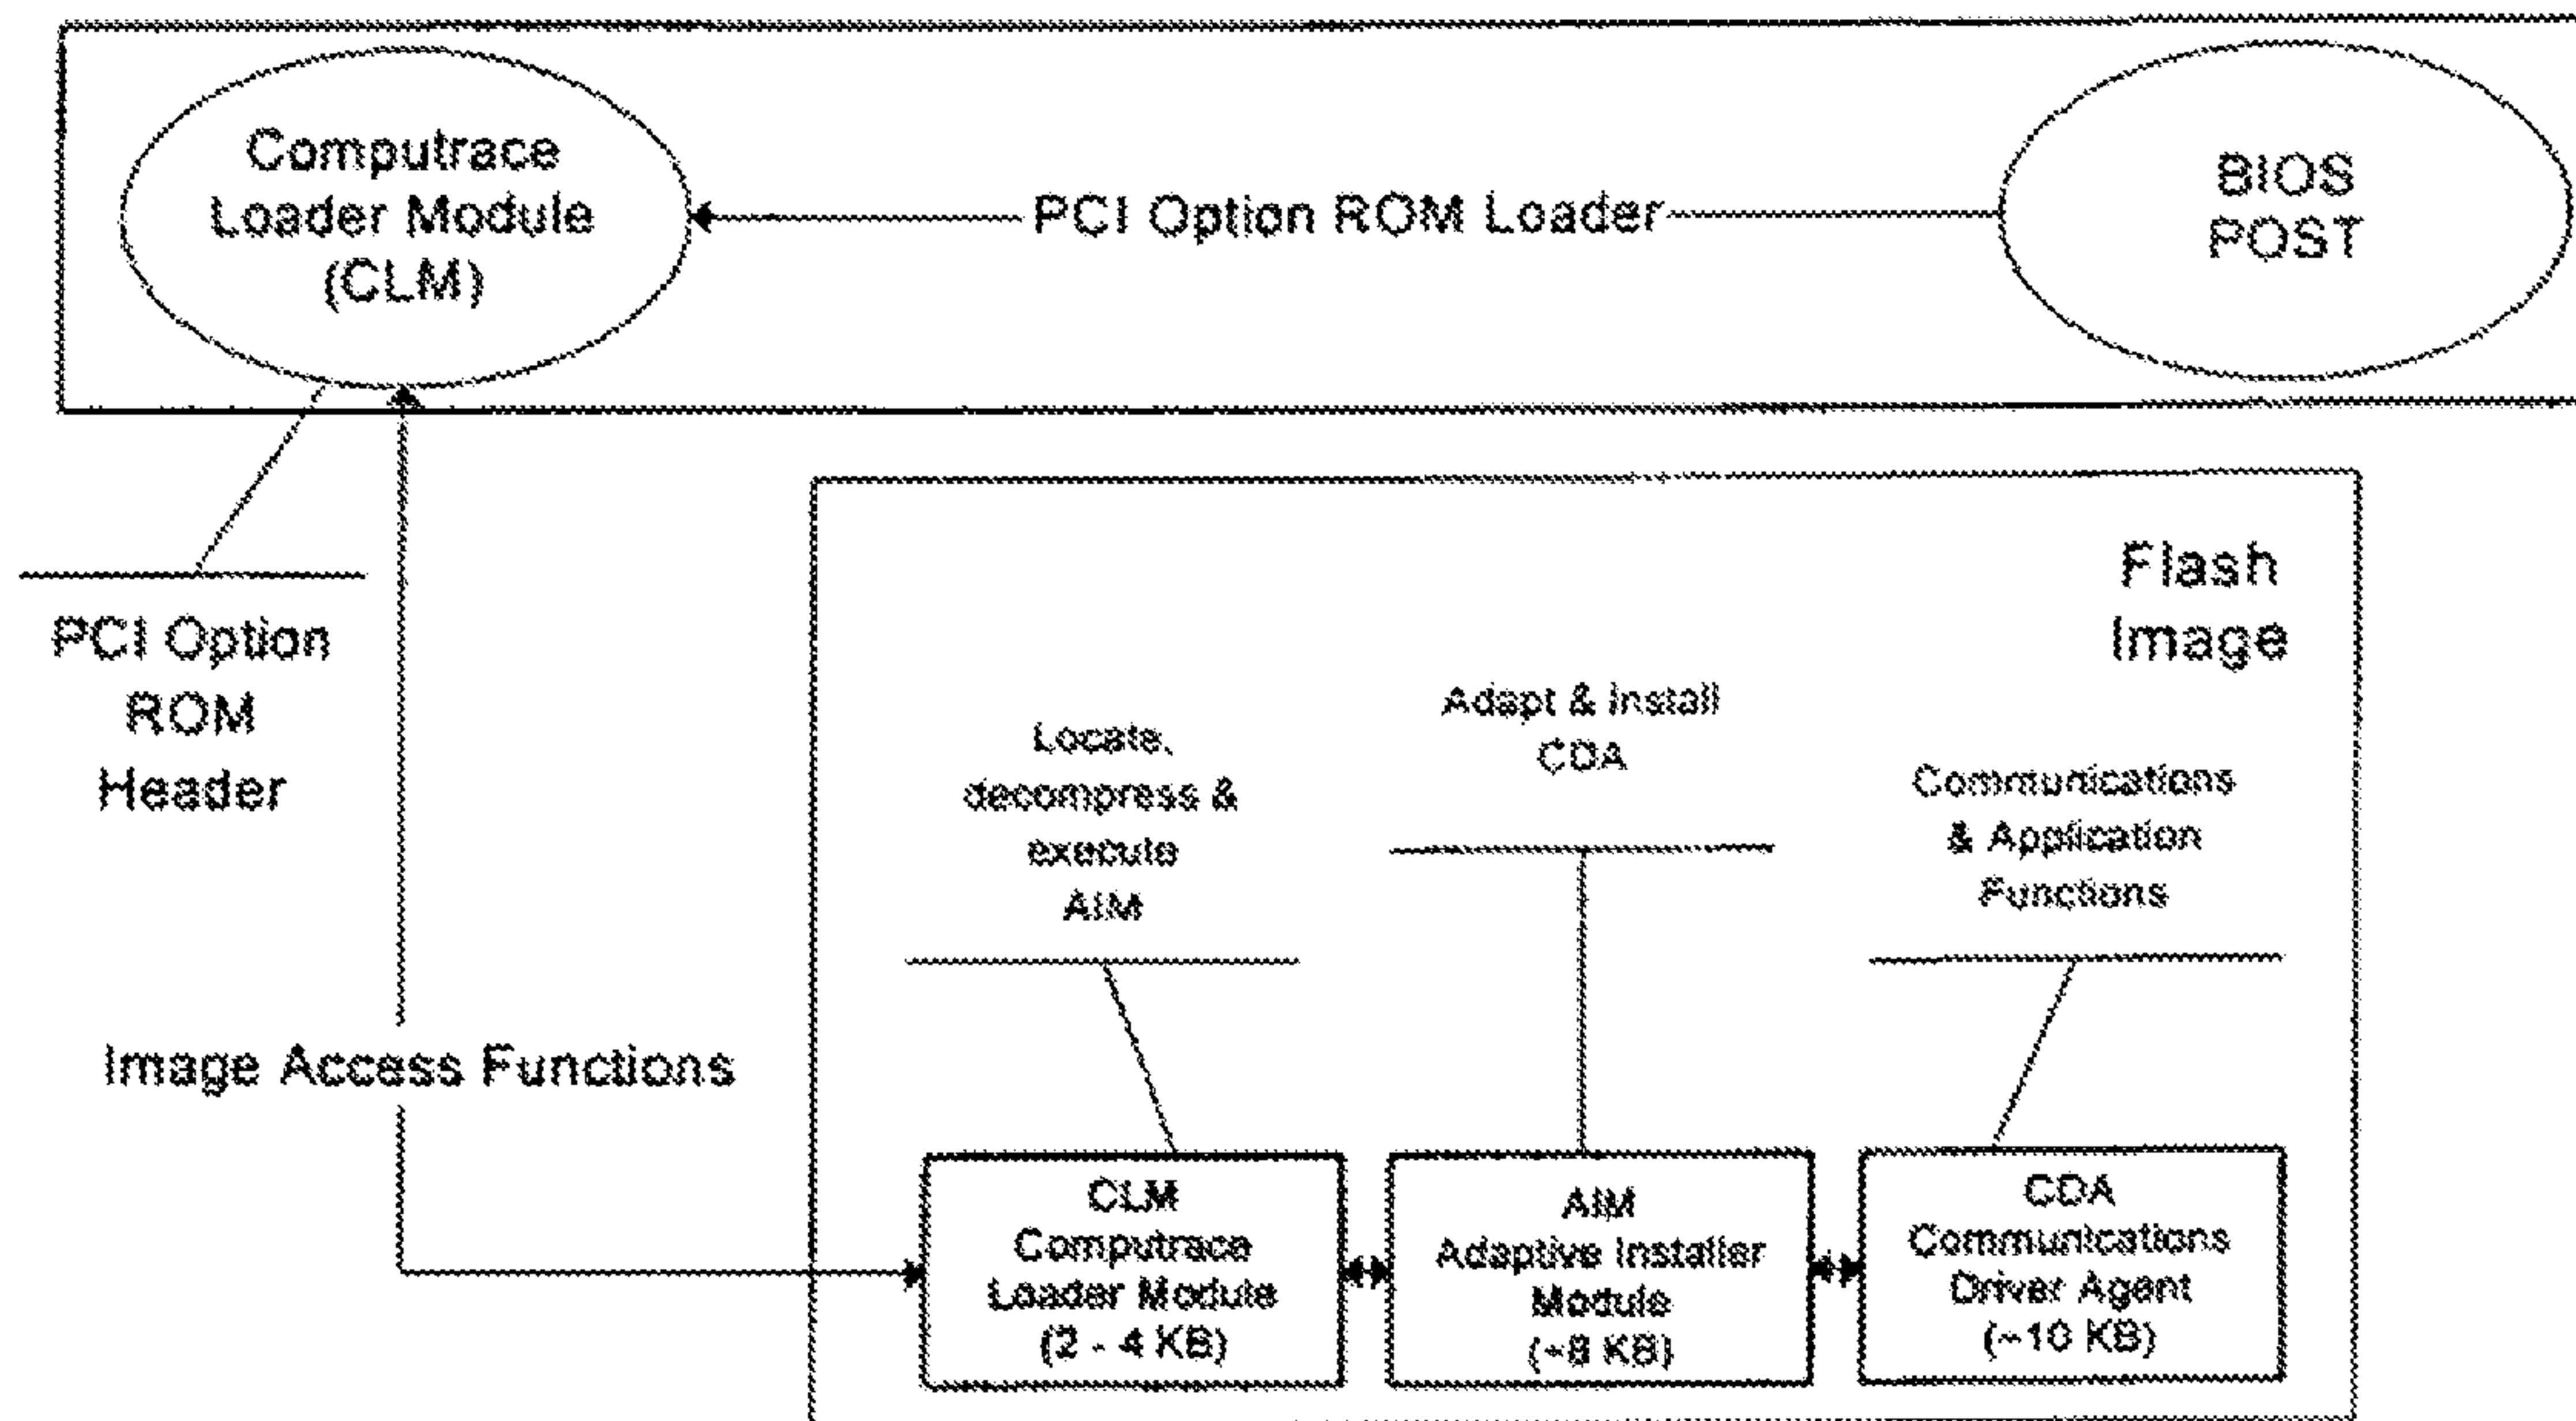 Computrace
Loader Module
(CLM)
PCI Option ROM Loader
BIOS
POST
PCI Option
ROM
Header
Flash
Image
Locate,
decompress &
execute
AIM
Adapt & Install
CDA
Communications
& Application
Functions
Image Access Functions
CLM
Computrace
Loader Module
(2 - 4 KB)
AIM
Adaptive Installer
Module
(~8 KB)
CDA
Communications
Driver Agent
(~10 KB)